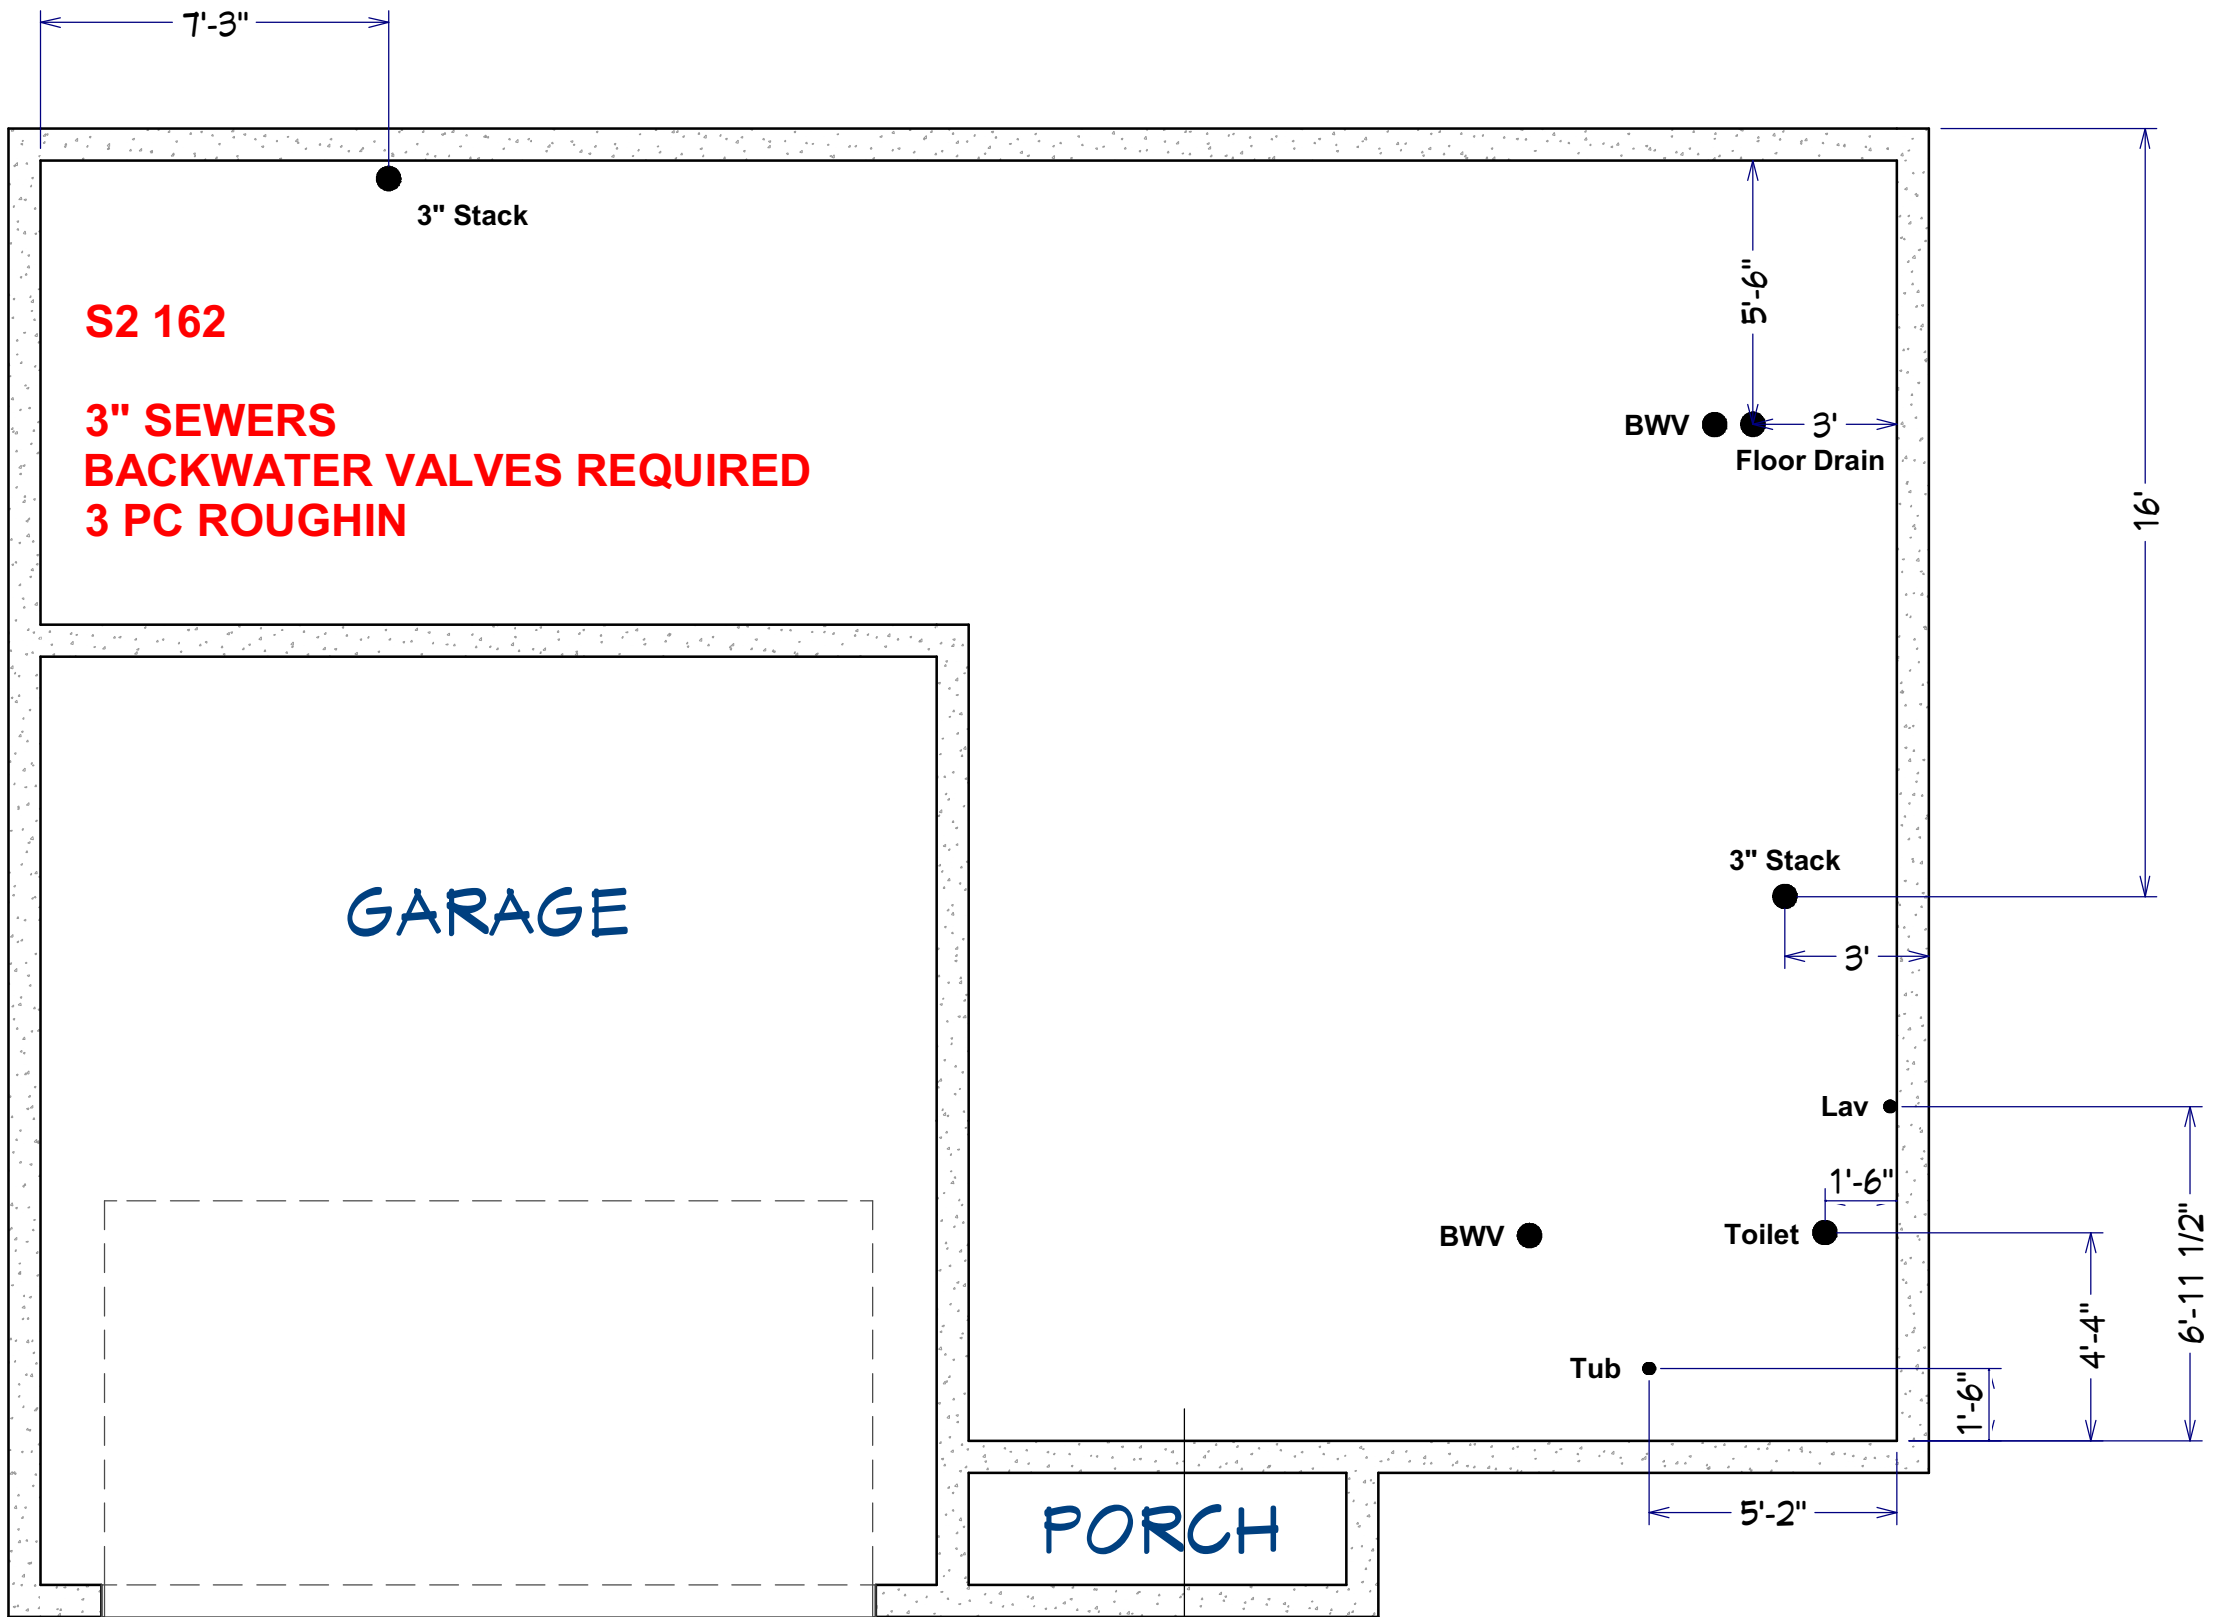 7'-3"
3" Stack
S2 162
5'-6"
3" SEWERS
BWV
3'
Floor Drain
BACKWATER VALVES REQUIRED
3 PC ROUGHIN
16'
3" Stack
GARAGE
3'
Lav
1'-6"
BWV
Toilet
6'-11 1/2"
4'-4"
Tub
1'-6"
5'-2"
PORCH